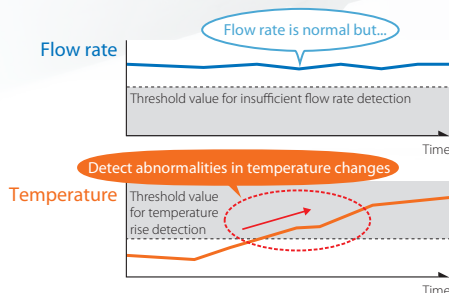 Flow rate is normal but...
Flow rate
Threshold value for insufficient flow rate detection
Time
Detect abnormalities in temperature changes
Temperature
Threshold value
for temperature
rise detection
Time